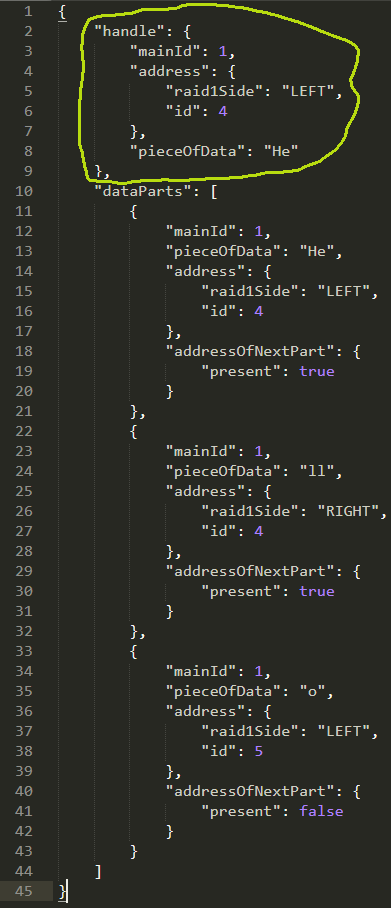 1 {
2     "handle": {
3         "mainId": 1,
4         "address": {
5             "raid1Side": "LEFT",
6             "id": 4
7         },
8         "pieceOfData": "He"
9     },
10     "dataParts": [
11         {
12             "mainId": 1,
13             "pieceOfData": "He",
14             "address": {
15                 "raid1Side": "LEFT",
16                 "id": 4
17             },
18             "addressOfNextPart": {
19                 "present": true
20             }
21         },
22         {
23             "mainId": 1,
24             "pieceOfData": "ll",
25             "address": {
26                 "raid1Side": "RIGHT",
27                 "id": 4
28             },
29             "addressOfNextPart": {
30                 "present": true
31             }
32         },
33         {
34             "mainId": 1,
35             "pieceOfData": "o",
36             "address": {
37                 "raid1Side": "LEFT",
38                 "id": 5
39             },
40             "addressOfNextPart": {
41                 "present": false
42             }
43         }
44     ]
45 }